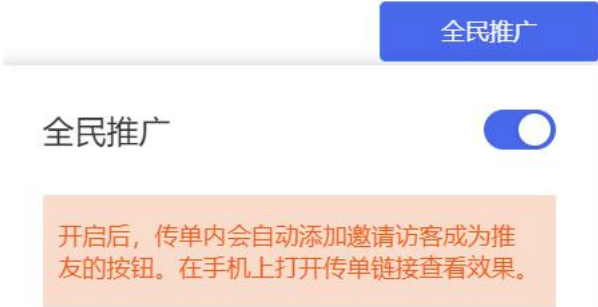 全民推广
全民推广
开启后，传单内会自动添加邀请访客成为推
友的按钮。在手机上打开传单链接查看效果。